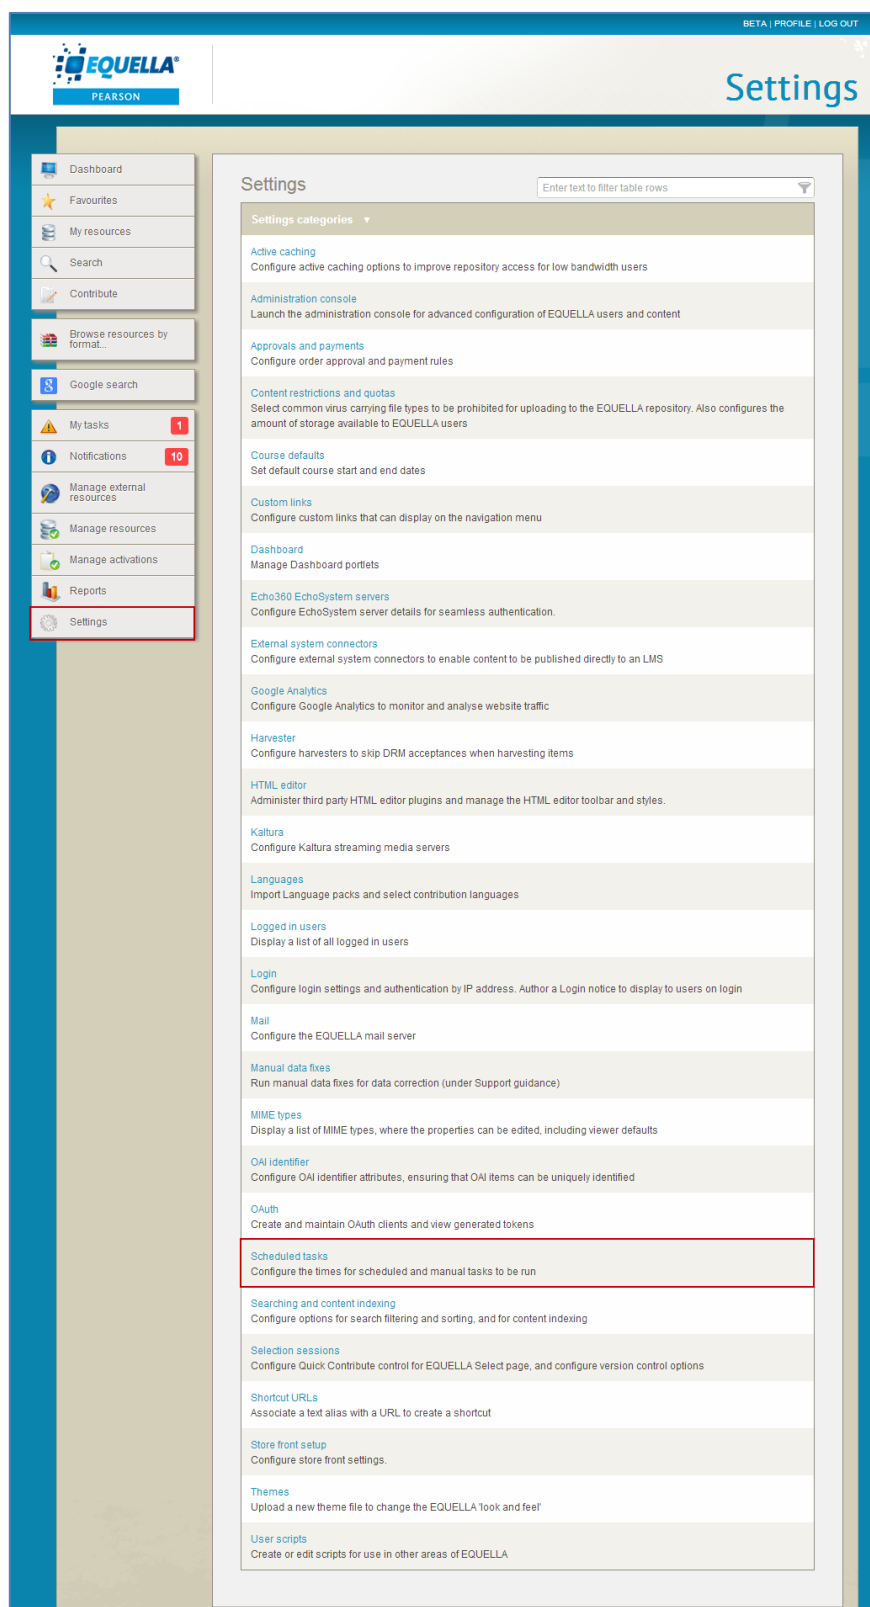 BETA | PROFILE | LOG OUT
EQUELLA®
PEARSON
Settings
Dashboard
Favourites
My resources
Search
Contribute
Browse resources by
format...
Google search
My tasks 1
Notifications 10
Manage external
resources
Manage resources
Manage activations
Reports
Settings
Settings
Enter text to filter table rows
Settings categories
Active caching
Configure active caching options to improve repository access for low bandwidth users
Administration console
Launch the administration console for advanced configuration of EQUELLA users and content
Approvals and payments
Configure order approval and payment rules
Content restrictions and quotas
Select common virus carrying file types to be prohibited for uploading to the EQUELLA repository. Also configures the
amount of storage available to EQUELLA users
Course defaults
Set default course start and end dates
Custom links
Configure custom links that can display on the navigation menu
Dashboard
Manage Dashboard portlets
Echo360 EchoSystem servers
Configure EchoSystem server details for seamless authentication.
External system connectors
Configure external system connectors to enable content to be published directly to an LMS
Google Analytics
Configure Google Analytics to monitor and analyse website traffic
Harvester
Configure harvesters to skip DRM acceptances when harvesting items
HTML editor
Administer third party HTML editor plugins and manage the HTML editor toolbar and styles.
Kaltura
Configure Kaltura streaming media servers
Languages
Import Language packs and select contribution languages
Logged in users
Display a list of all logged in users
Login
Configure login settings and authentication by IP address. Author a Login notice to display to users on login
Mail
Configure the EQUELLA mail server
Manual data fixes
Run manual data fixes for data correction (under Support guidance)
MIME types
Display a list of MIME types, where the properties can be edited, including viewer defaults
OAI identifier
Configure OAI identifier attributes, ensuring that OAI items can be uniquely identified
OAuth
Create and maintain OAuth clients and view generated tokens
Scheduled tasks
Configure the times for scheduled and manual tasks to be run
Searching and content indexing
Configure options for search filtering and sorting, and for content indexing
Selection sessions
Configure Quick Contribute control for EQUELLA Select page, and configure version control options
Shortcut URLs
Associate a text alias with a URL to create a shortcut
Store front setup
Configure store front settings.
Themes
Upload a new theme file to change the EQUELLA 'look and feel'
User scripts
Create or edit scripts for use in other areas of EQUELLA